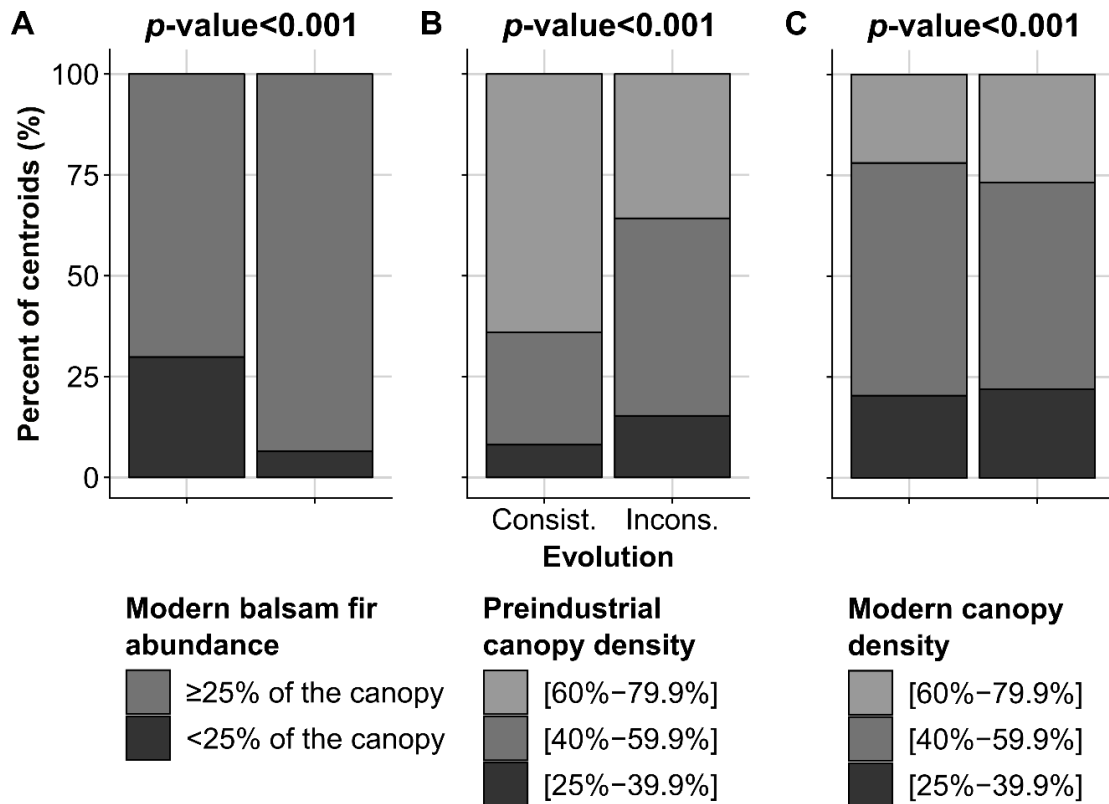 A p-value<0.001 B p-value<0.001 C p-value<0.001
Percent of centroids (%)
100
75
50
25
0
Consist. Incons.
Evolution
Modern balsam fir
abundance
≥25% of the canopy
<25% of the canopy
Preindustrial
canopy density
[60%−79.9%]
[40%−59.9%]
[25%−39.9%]
Modern canopy
density
[60%−79.9%]
[40%−59.9%]
[25%−39.9%]